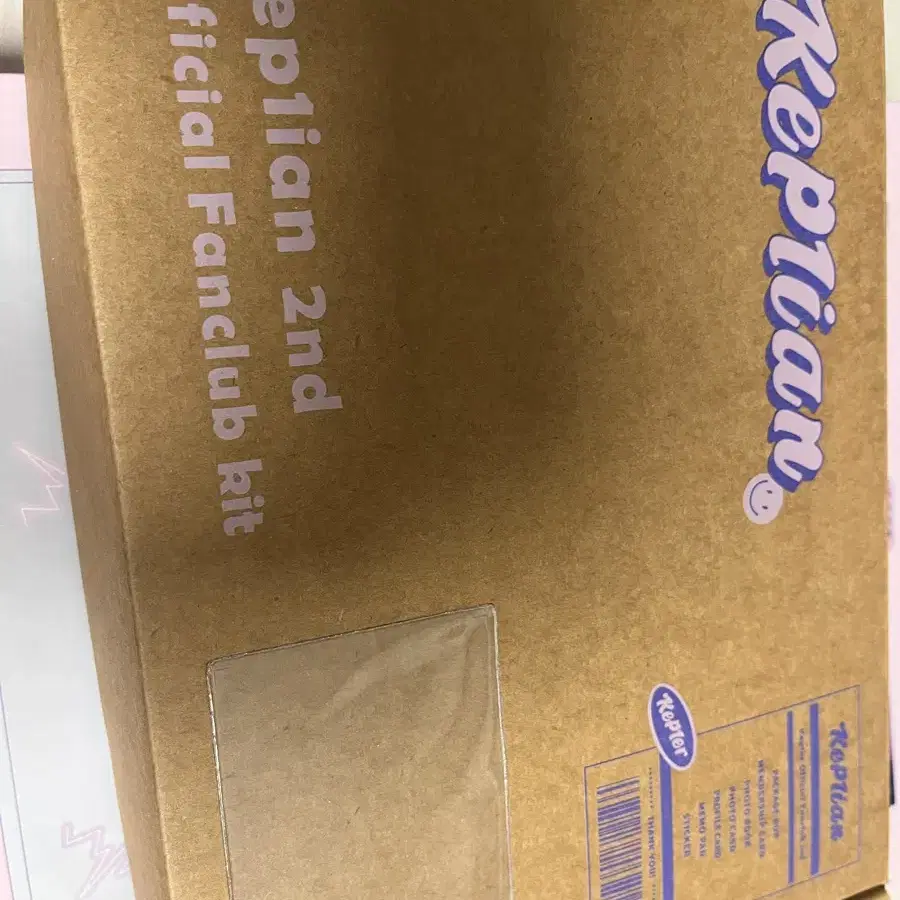 Kep1ian
ep1ian 2nd
ficial Fanclub kit
Kep1er
Kep1ian
PACKAGE BOX
MEMBERSHIP CARD
PHOTO BOOK
PHOTO CARD
PROFILE CARD
MEMO PAD
STICKER
THANK YOU!